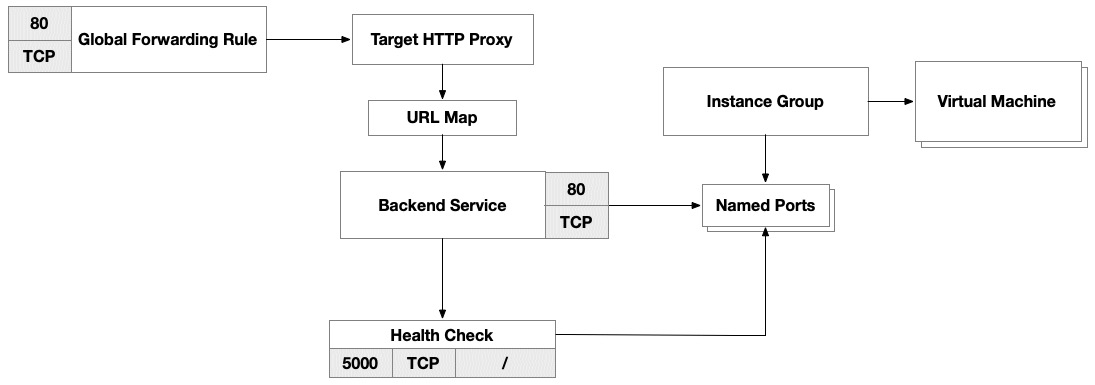 80
TCP
Global Forwarding Rule
Target HTTP Proxy
URL Map
Backend Service
80
TCP
Instance Group
Virtual Machine
Named Ports
Health Check
5000
TCP
/